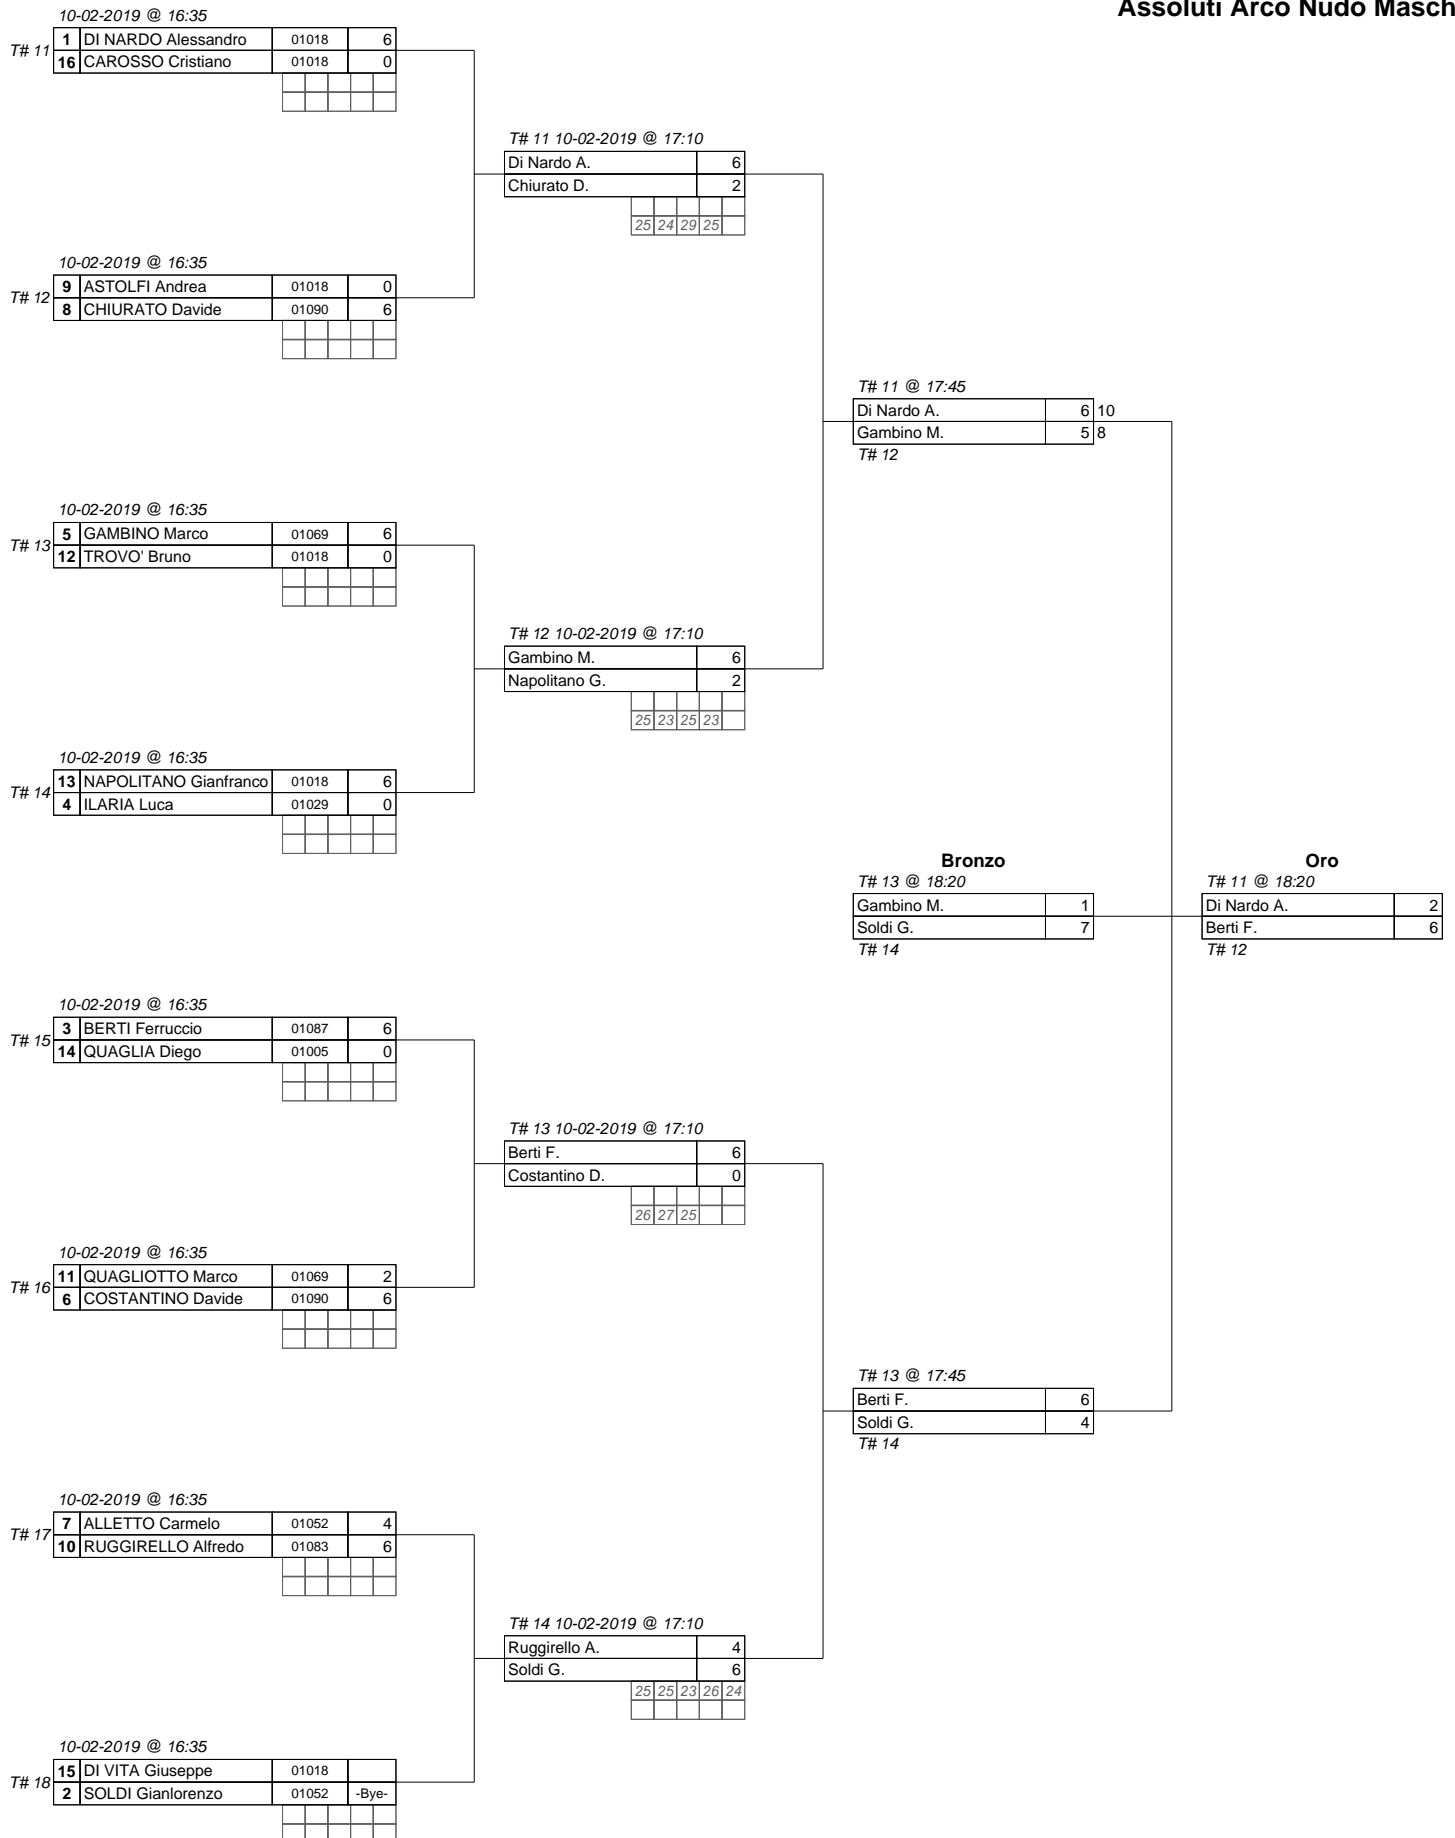 Assoluti Arco Nudo Masch
10-02-2019 @ 16:35
T# 11
1 DI NARDO Alessandro 01018 6
16 CAROSSO Cristiano 01018 0
T# 11 10-02-2019 @ 17:10
Di Nardo A. 6
Chiurato D. 2
25 24 29 25
10-02-2019 @ 16:35
T# 12
9 ASTOLFI Andrea 01018 0
8 CHIURATO Davide 01090 6
T# 11 @ 17:45
Di Nardo A. 6 10
Gambino M. 5 8
T# 12
10-02-2019 @ 16:35
T# 13
5 GAMBINO Marco 01069 6
12 TROVO' Bruno 01018 0
T# 12 10-02-2019 @ 17:10
Gambino M. 6
Napolitano G. 2
25 23 25 23
10-02-2019 @ 16:35
T# 14
13 NAPOLITANO Gianfranco 01018 6
4 ILARIA Luca 01029 0
Bronzo
T# 13 @ 18:20
Gambino M. 1
Soldi G. 7
T# 14
Oro
T# 11 @ 18:20
Di Nardo A. 2
Berti F. 6
T# 12
10-02-2019 @ 16:35
T# 15
3 BERTI Ferruccio 01087 6
14 QUAGLIA Diego 01005 0
T# 13 10-02-2019 @ 17:10
Berti F. 6
Costantino D. 0
26 27 25
10-02-2019 @ 16:35
T# 16
11 QUAGLIOTTO Marco 01069 2
6 COSTANTINO Davide 01090 6
T# 13 @ 17:45
Berti F. 6
Soldi G. 4
T# 14
10-02-2019 @ 16:35
T# 17
7 ALLETTO Carmelo 01052 4
10 RUGGIRELLO Alfredo 01083 6
T# 14 10-02-2019 @ 17:10
Ruggirello A. 4
Soldi G. 6
25 25 23 26 24
10-02-2019 @ 16:35
T# 18
15 DI VITA Giuseppe 01018
2 SOLDI Gianlorenzo 01052 -Bye-